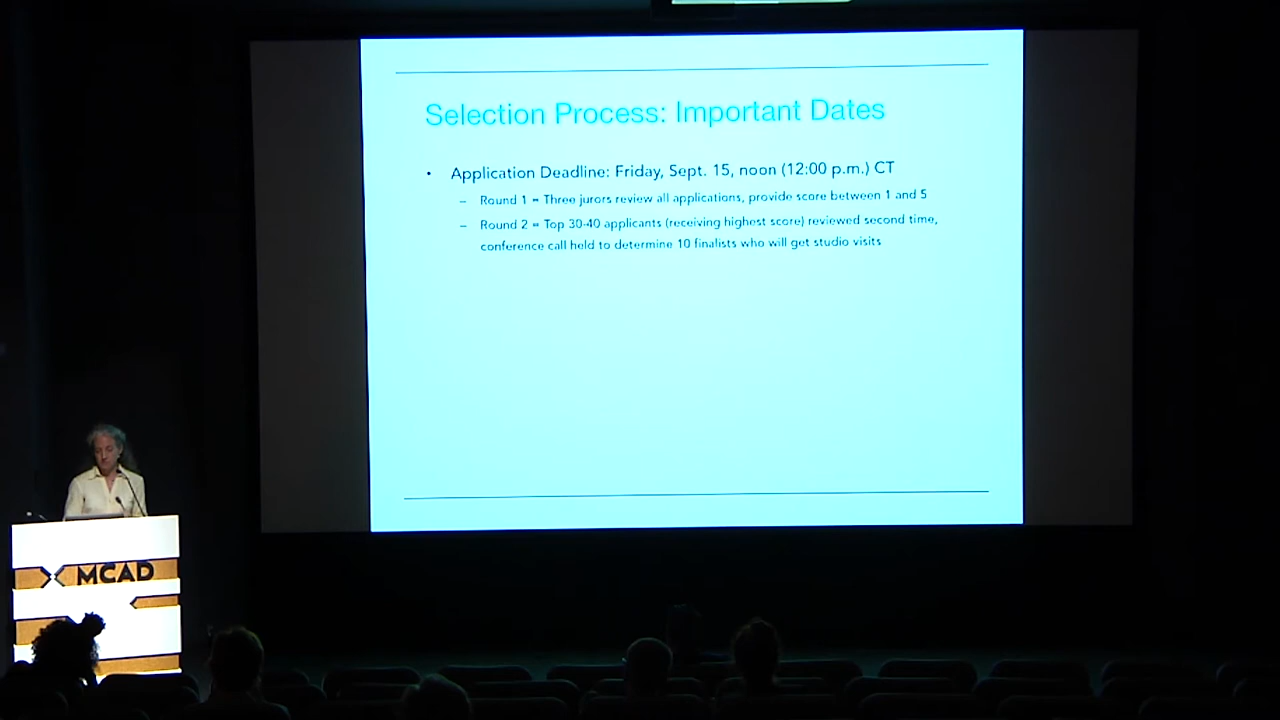 Selection Process: Important Dates
• Application Deadline: Friday, Sept. 15, noon (12:00 p.m.) CT
– Round 1 = Three jurors review all applications, provide score between 1 and 5
– Round 2 = Top 30-40 applicants (receiving highest score) reviewed second time,
conference call held to determine 10 finalists who will get studio visits
MCAD